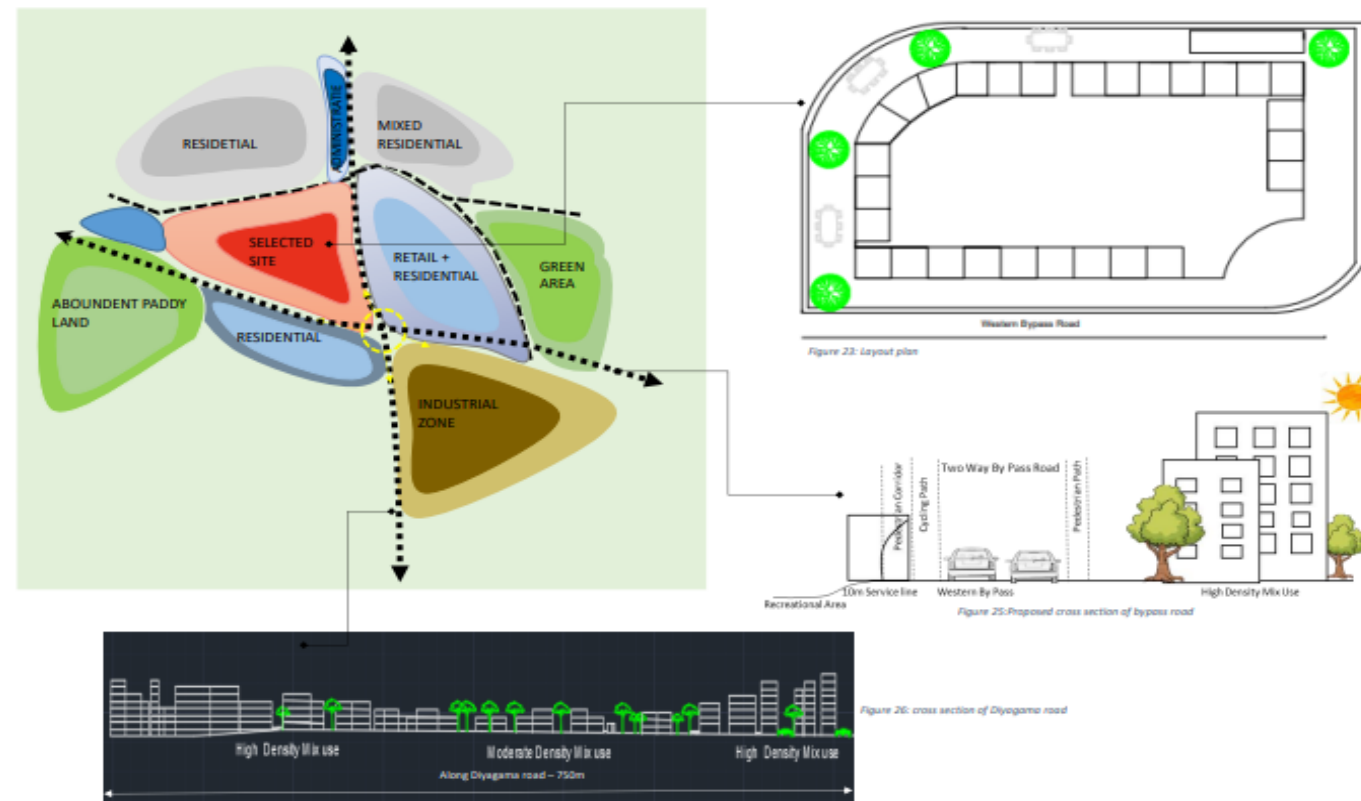 ADMINISTRATIE
RESIDETIAL
MIXED
RESIDENTIAL
SELECTED
SITE
RETAIL +
RESIDENTIAL
GREEN
AREA
ABOUNDENT PADDY
LAND
RESIDENTIAL
INDUSTRIAL
ZONE
Western Bypass Road
Figure 23: Layout plan
Pedestrian Corridor
Cycling Path
Two Way By Pass Road
Pedestrian Path
Recreational Area
10m Service line
Western By Pass
High Density Mix Use
Figure 25:Proposed cross section of bypass road
High Density Mix use
Moderate Density Mix use
High Density Mix use
Along Diyagama road – 750m
Figure 26: cross section of Diyagama road